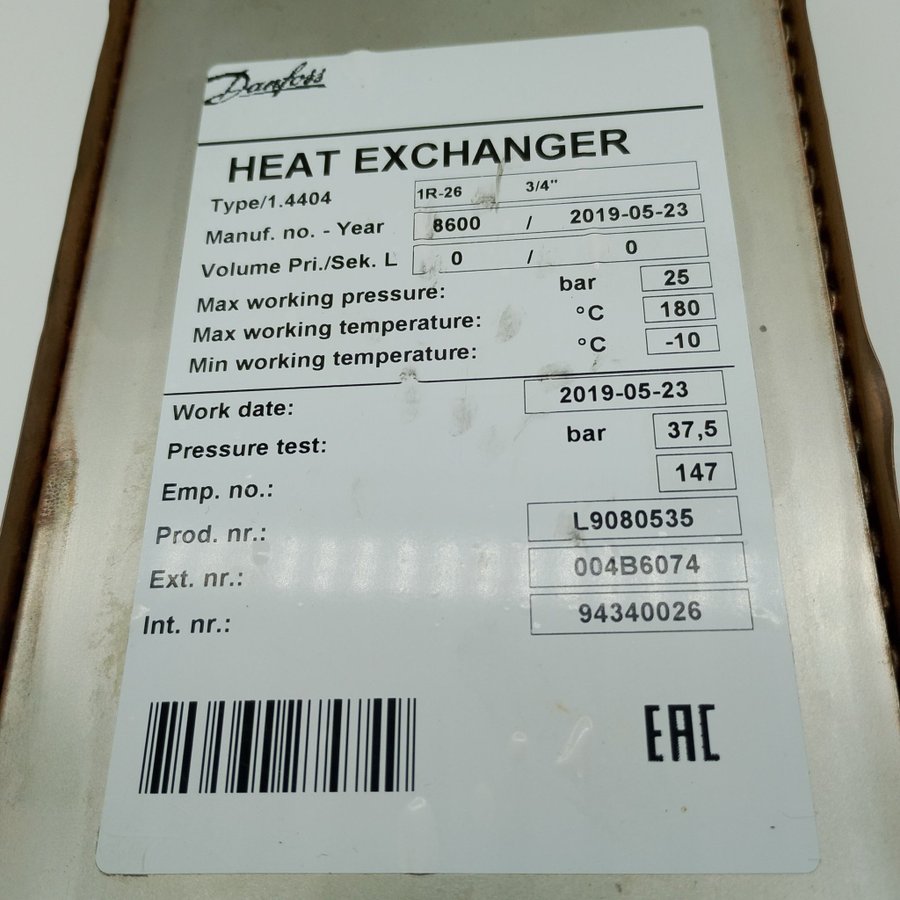 Danfoss
HEAT EXCHANGER
Type/1.4404 1R-26 3/4"
Manuf. no. - Year 8600 / 2019-05-23
Volume Pri./Sek. L 0 / 0
Max working pressure: bar 25
Max working temperature: °C 180
Min working temperature: °C -10
Work date: 2019-05-23
Pressure test: bar 37,5
Emp. no.: 147
Prod. nr.: L9080535
Ext. nr.: 004B6074
Int. nr.: 94340026
EAC